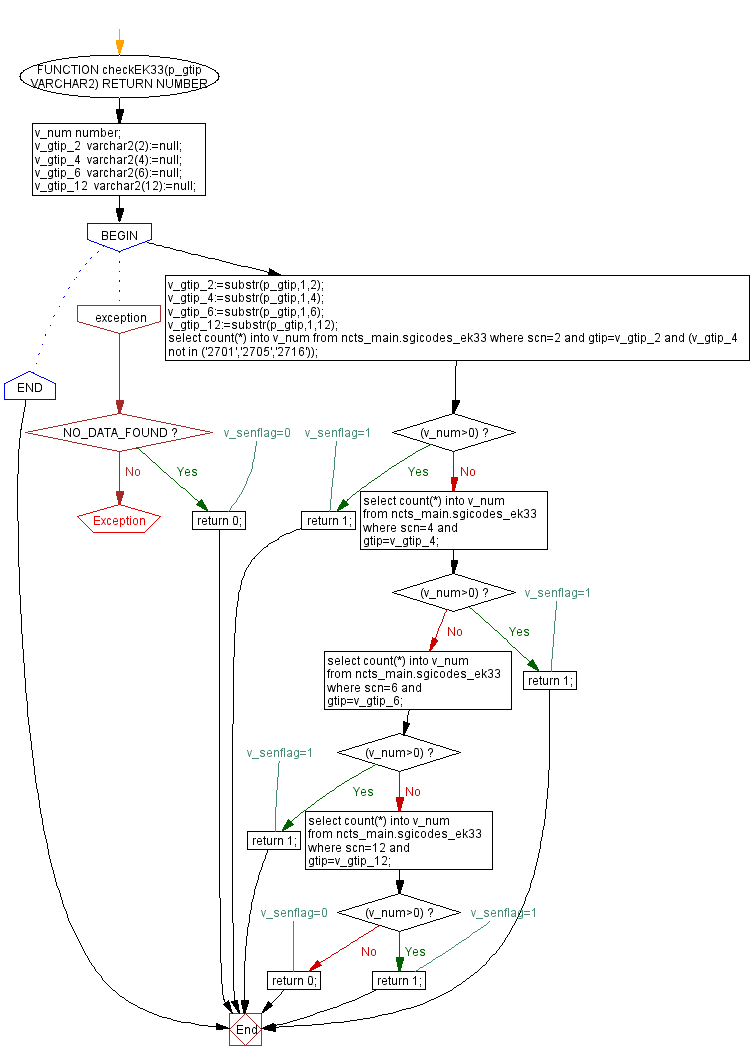 FUNCTION checkEK33(p_gtip
VARCHAR2) RETURN NUMBER
v_num number;
v_gtip_2 varchar2(2):=null;
v_gtip_4 varchar2(4):=null;
v_gtip_6 varchar2(6):=null;
v_gtip_12 varchar2(12):=null;
BEGIN
v_gtip_2:=substr(p_gtip,1,2);
v_gtip_4:=substr(p_gtip,1,4);
v_gtip_6:=substr(p_gtip,1,6);
v_gtip_12:=substr(p_gtip,1,12);
select count(*) into v_num from ncts_main.sgicodes_ek33 where scn=2 and gtip=v_gtip_2 and (v_gtip_4
not in ('2701','2705','2716'));
exception
END
NO_DATA_FOUND ?
v_senflag=0
v_senflag=1
(v_num>0) ?
No
Yes
Yes
No
Exception
return 0;
return 1;
select count(*) into v_num
from ncts_main.sgicodes_ek33
where scn=4 and
gtip=v_gtip_4;
(v_num>0) ?
v_senflag=1
No
Yes
select count(*) into v_num
from ncts_main.sgicodes_ek33
where scn=6 and
gtip=v_gtip_6;
return 1;
v_senflag=1
(v_num>0) ?
Yes
No
return 1;
select count(*) into v_num
from ncts_main.sgicodes_ek33
where scn=12 and
gtip=v_gtip_12;
v_senflag=0
(v_num>0) ?
v_senflag=1
No
Yes
return 0;
return 1;
End